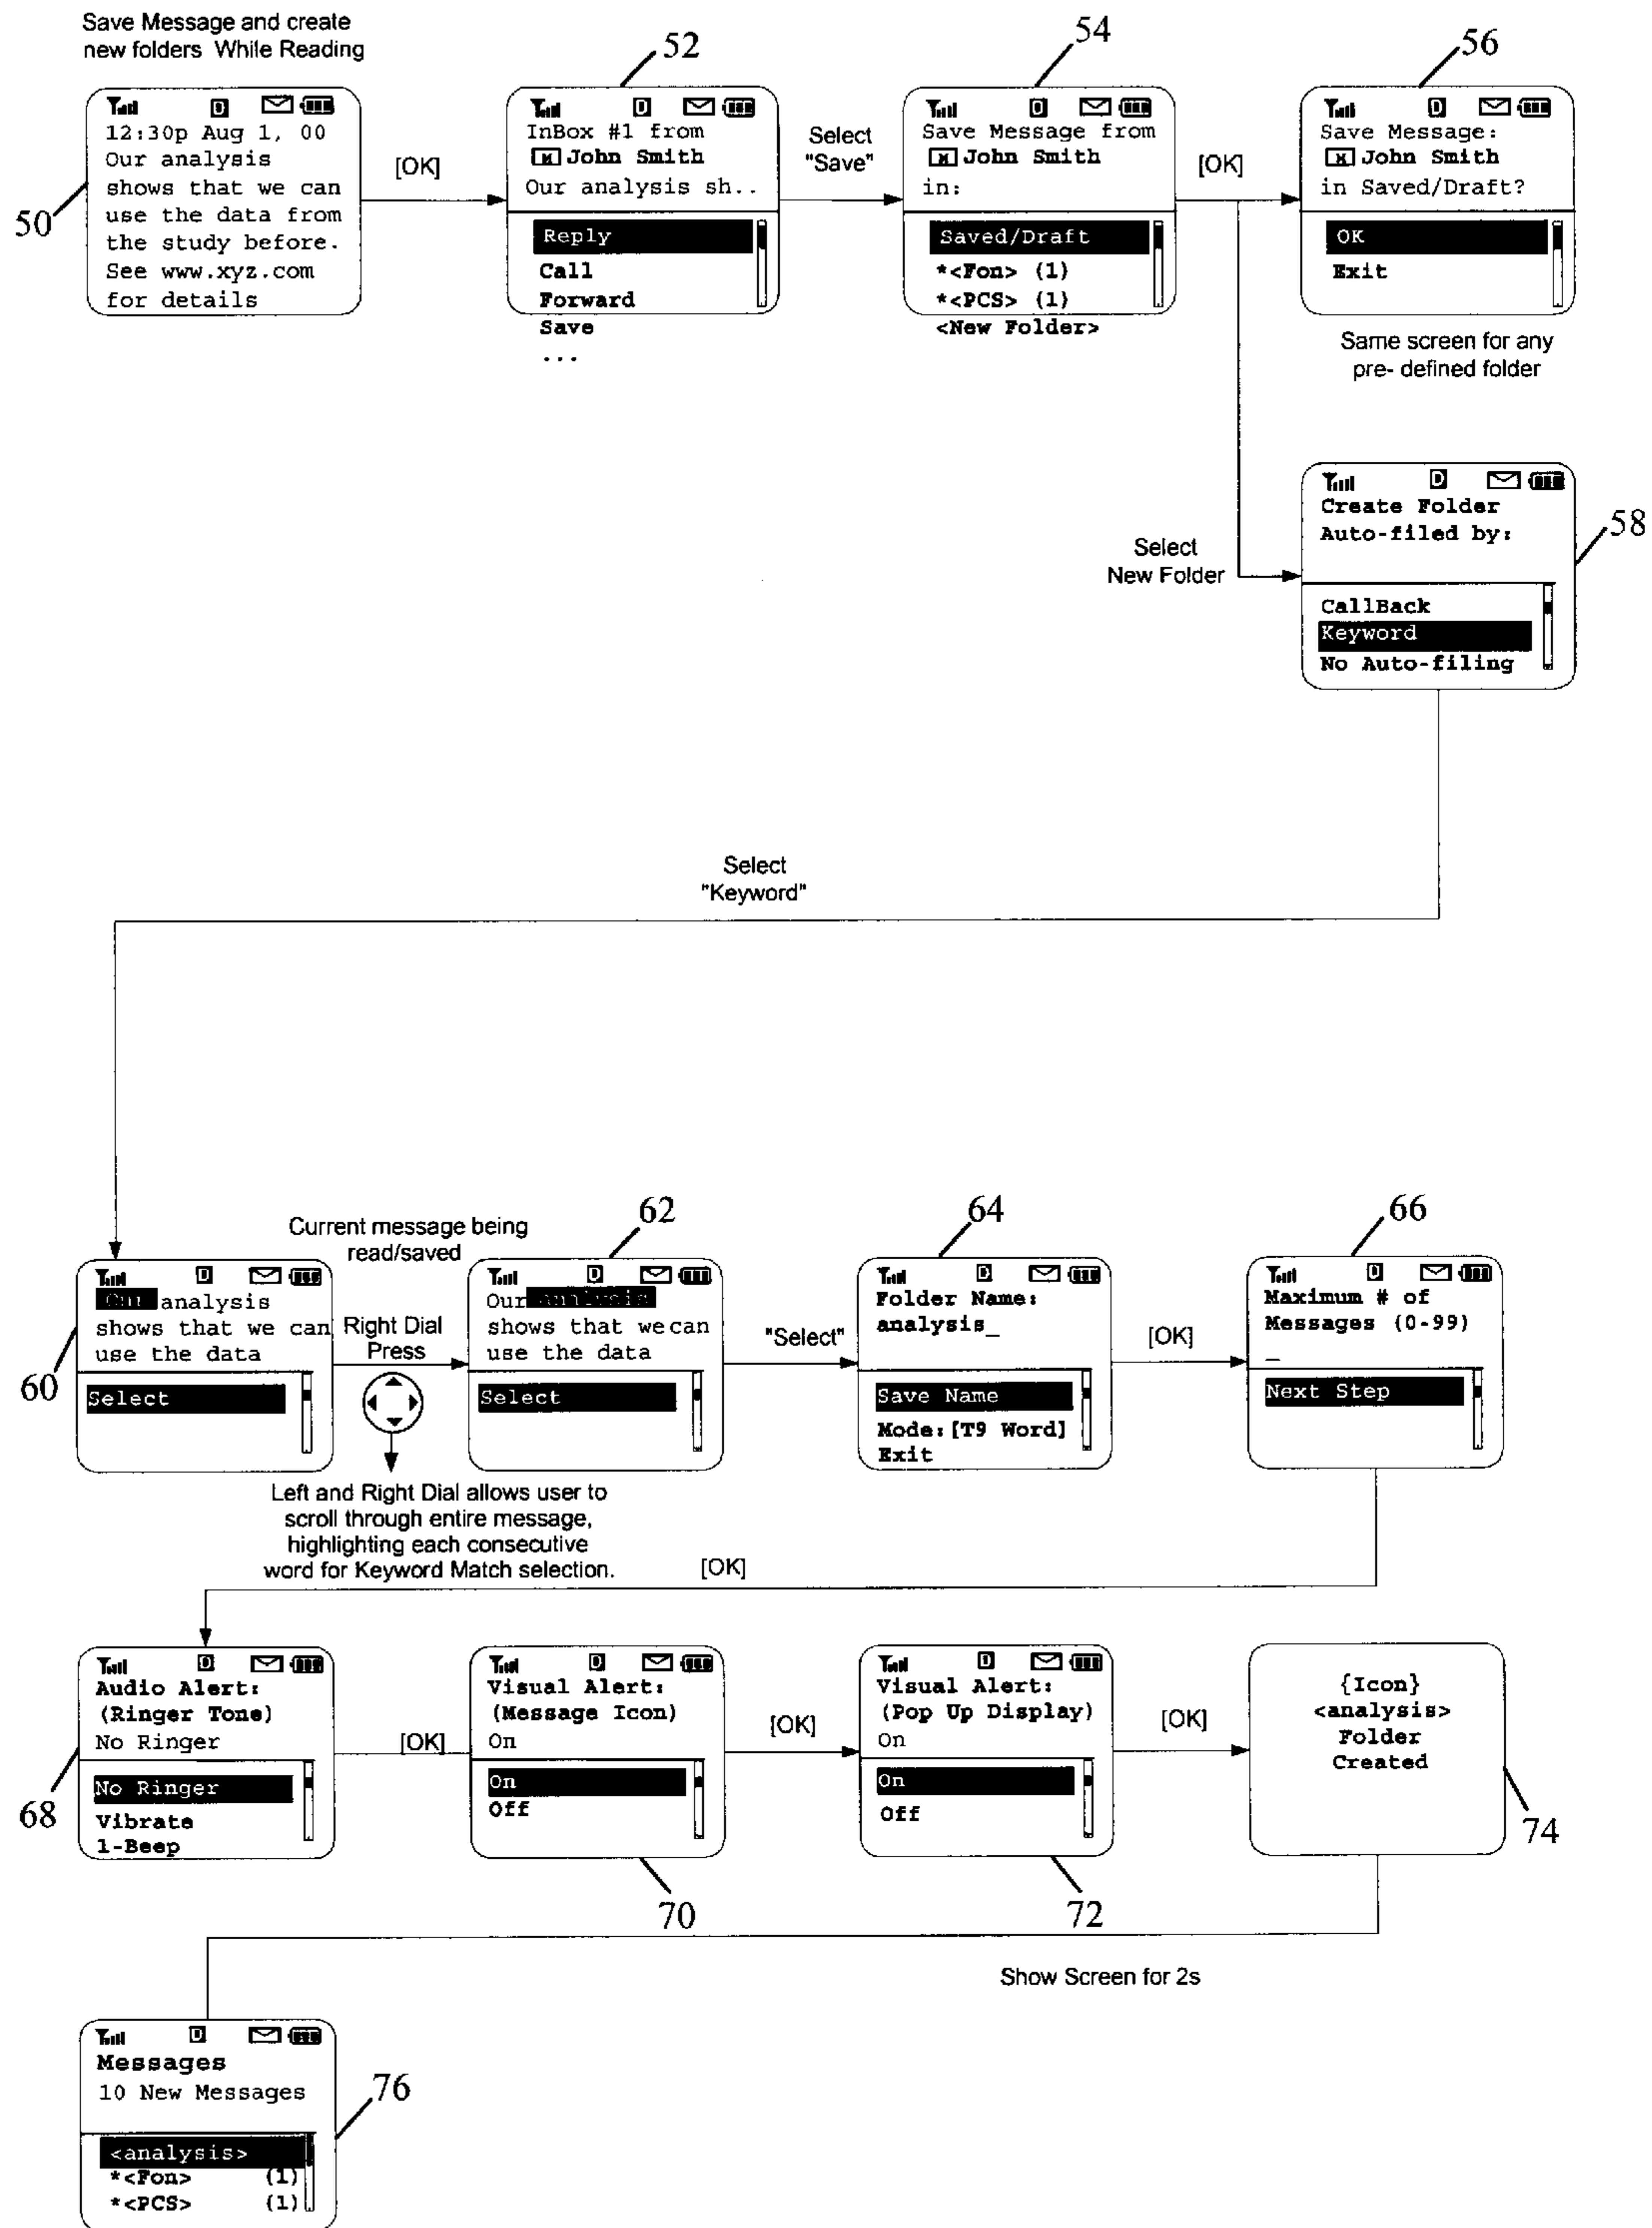 Save Message and create
new folders While Reading
50
12:30p Aug 1, 00
Our analysis
shows that we can
use the data from
the study before.
See www.xyz.com
for details
[OK]
52
D
InBox #1 from
John Smith
Our analysis sh..
Reply
Call
Forward
Save
...
Select
"Save"
54
Save Message from
John Smith
in:
Saved/Draft
*<Fon> (1)
*<PCS> (1)
<New Folder>
[OK]
56
D
Save Message:
John Smith
in Saved/Draft?
OK
Exit
Same screen for any
pre- defined folder
Select
New Folder
58
D
Create Folder
Auto-filed by:
CallBack
Keyword
No Auto-filing
Select
"Keyword"
60
D
Our analysis
shows that we can
use the data
Select
Current message being
read/saved
Right Dial
Press
Left and Right Dial allows user to
scroll through entire message,
highlighting each consecutive
word for Keyword Match selection.
62
D
Our analysis
shows that we can
use the data
Select
"Select"
64
D
Folder Name:
analysis_
Save Name
Mode:[T9 Word]
Exit
[OK]
66
D
Maximum # of
Messages (0-99)
_
Next Step
[OK]
68
D
Audio Alert:
(Ringer Tone)
No Ringer
No Ringer
Vibrate
1-Beep
[OK]
70
D
Visual Alert:
(Message Icon)
On
On
Off
[OK]
72
D
Visual Alert:
(Pop Up Display)
On
On
Off
[OK]
74
{Icon}
<analysis>
Folder
Created
Show Screen for 2s
76
D
Messages
10 New Messages
<analysis>
*<Fon> (1)
*<PCS> (1)